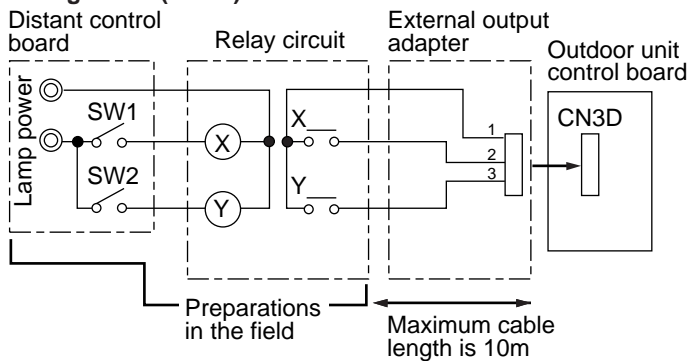 Distant control
board
Relay circuit
External output
adapter
Outdoor unit
control board
Lamp power
SW1
SW2
X
Y
X
Y
1
2
3
CN3D
Preparations
in the field
Maximum cable
length is 10m